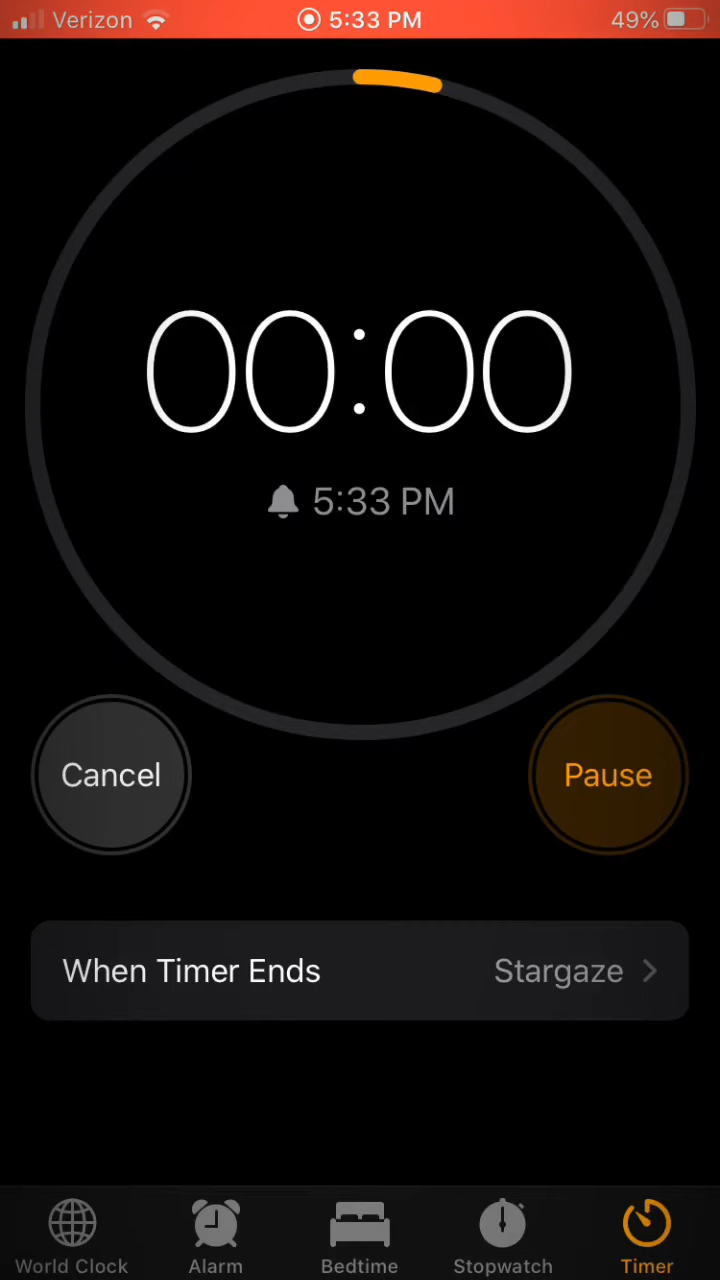 Verizon 5:33 PM 49%
00:00
5:33 PM
Cancel Pause
When Timer Ends Stargaze
World Clock Alarm Bedtime Stopwatch Timer